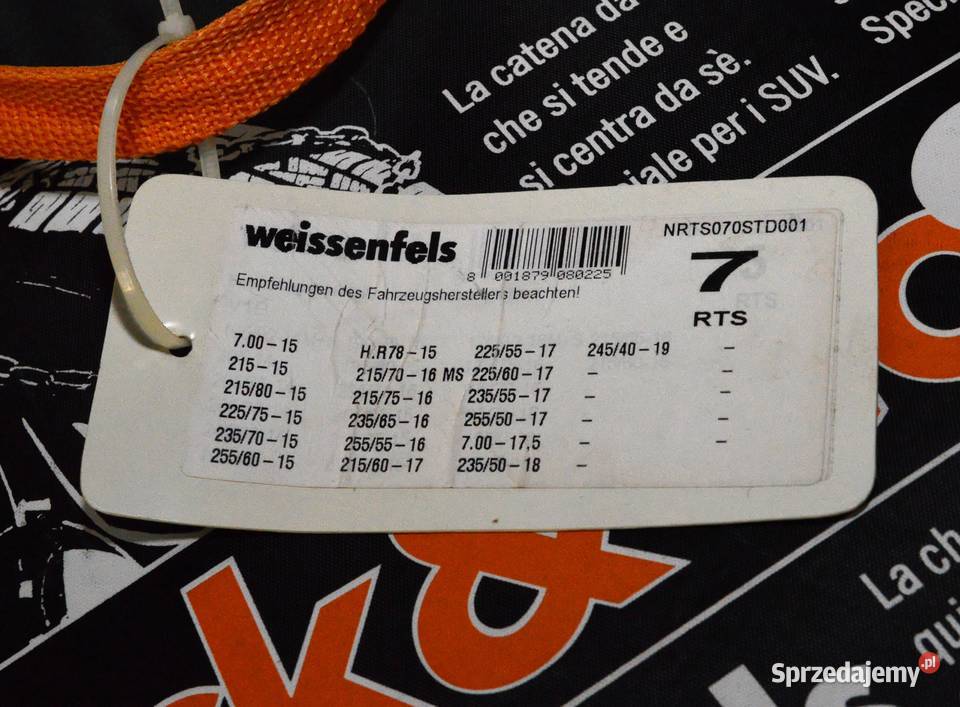 La catena da
che si tende e
si centra da sè.
ciale per i SUV.
Spec
weissenfels
8 001879 080225
NRTS070STD001
7
RTS
Empfehlungen des Fahrzeugsherstellers beachten!
7.00–15 H.R78–15 225/55–17 245/40–19 –
215–15 215/70–16 MS 225/60–17 – –
215/80–15 215/75–16 235/55–17 – –
225/75–15 235/65–16 255/50–17 – –
235/70–15 255/55–16 7.00–17,5 – –
255/60–15 215/60–17 235/50–18 –
k&
La ch
qui
ls
Sprzedajemy.pl